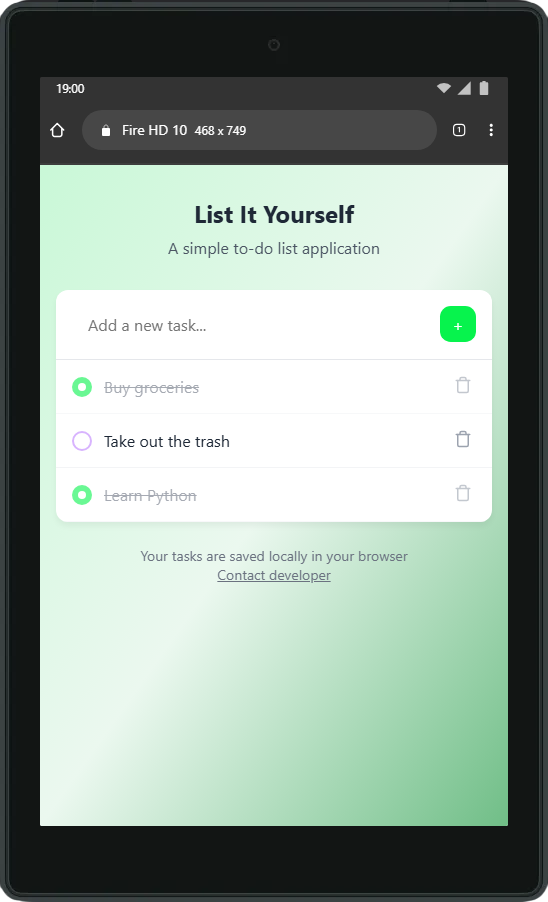 19:00
Fire HD 10 468 x 749
1
List It Yourself
A simple to-do list application
Add a new task...
+
Buy groceries
Take out the trash
Learn Python
Your tasks are saved locally in your browser
Contact developer